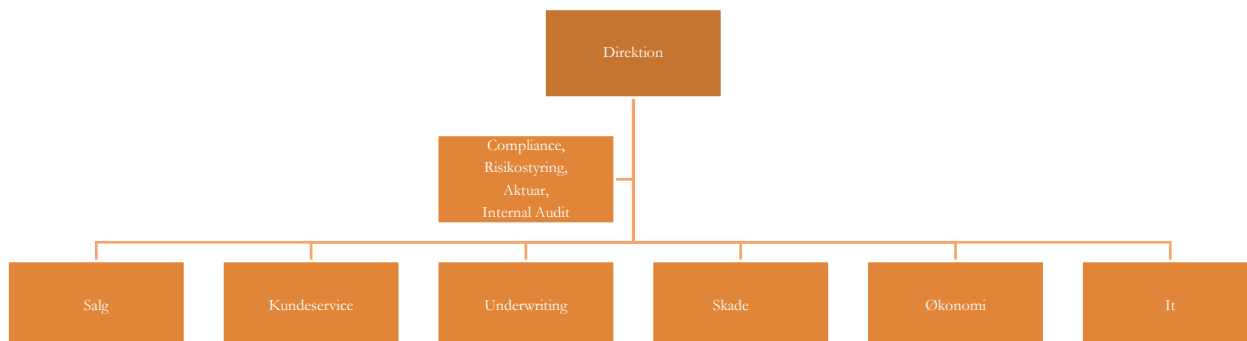 Direktion
Compliance,
Risikostyring,
Aktuar,
Internal Audit
Salg
Kundeservice
Underwriting
Skade
Økonomi
It